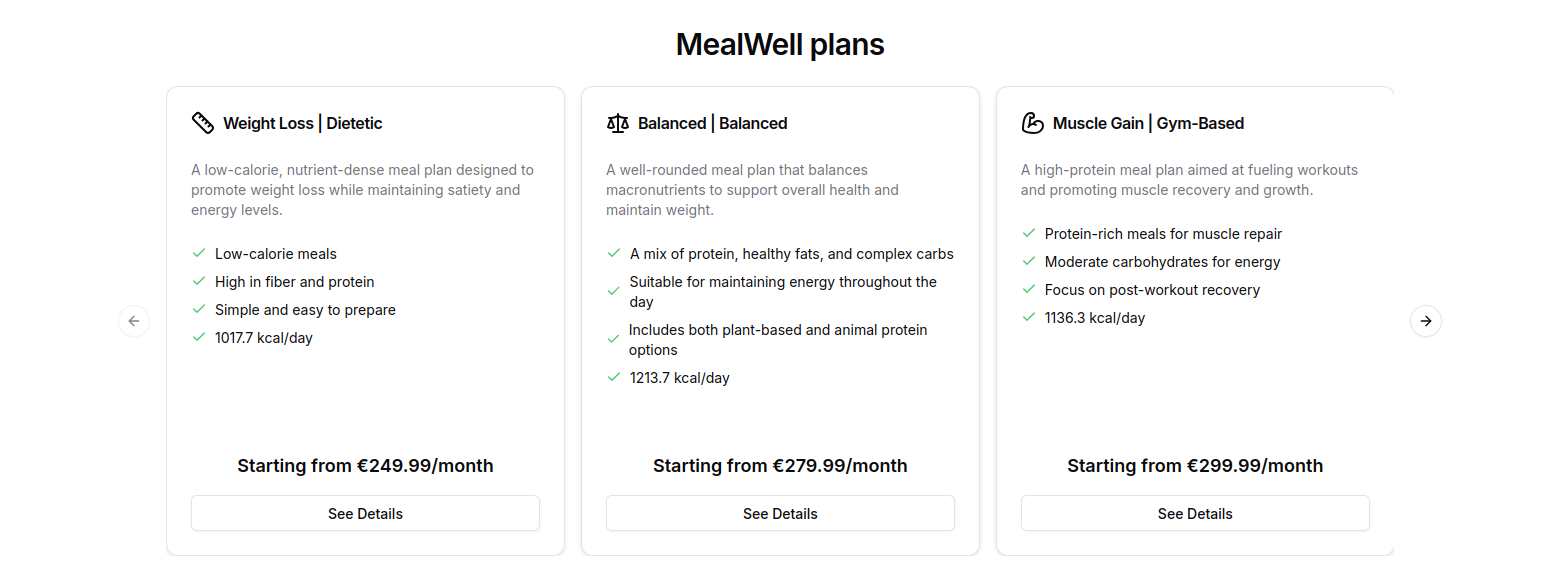 MealWell plans
Weight Loss | Dietetic
A low-calorie, nutrient-dense meal plan designed to
promote weight loss while maintaining satiety and
energy levels.
Low-calorie meals
High in fiber and protein
Simple and easy to prepare
1017.7 kcal/day
Starting from €249.99/month
See Details
Balanced | Balanced
A well-rounded meal plan that balances
macronutrients to support overall health and
maintain weight.
A mix of protein, healthy fats, and complex carbs
Suitable for maintaining energy throughout the
day
Includes both plant-based and animal protein
options
1213.7 kcal/day
Starting from €279.99/month
See Details
Muscle Gain | Gym-Based
A high-protein meal plan aimed at fueling workouts
and promoting muscle recovery and growth.
Protein-rich meals for muscle repair
Moderate carbohydrates for energy
Focus on post-workout recovery
1136.3 kcal/day
Starting from €299.99/month
See Details